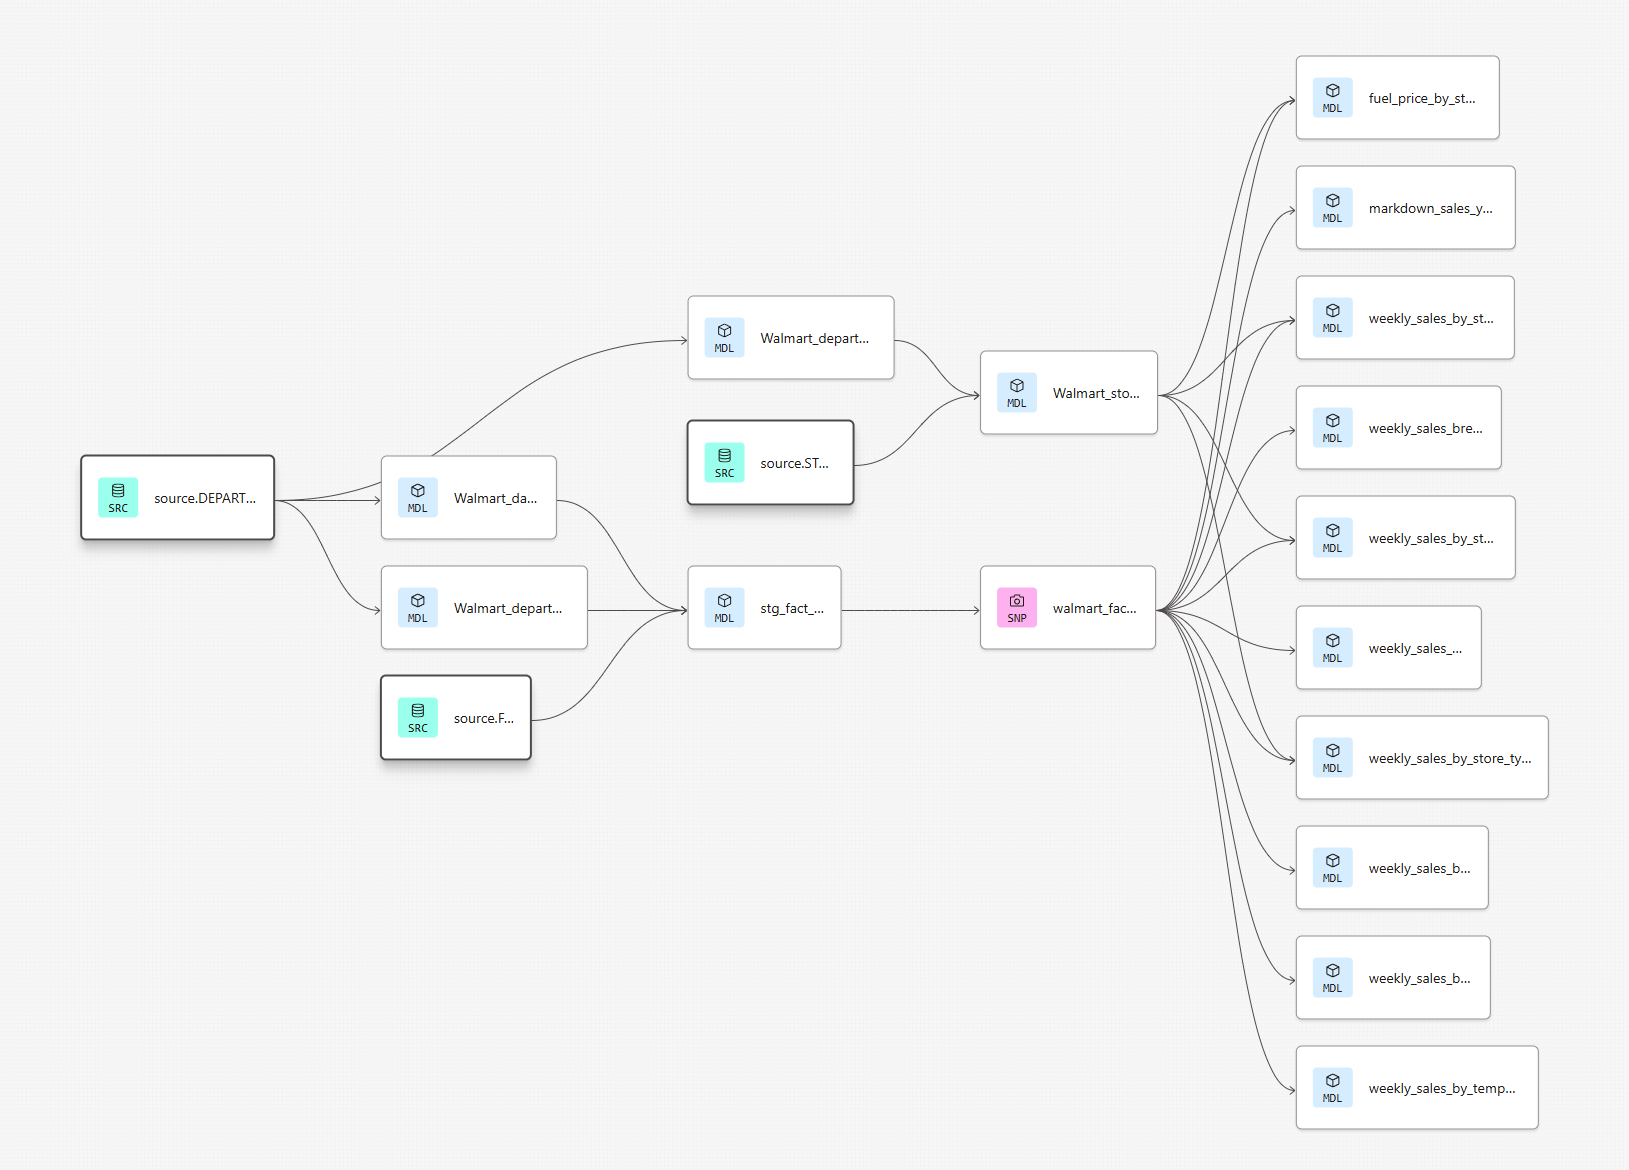 MDL
fuel_price_by_st...
MDL
markdown_sales_y...
MDL
Walmart_depart...
MDL
weekly_sales_by_st...
MDL
Walmart_sto...
SRC
source.ST...
MDL
weekly_sales_bre...
SRC
source.DEPART...
MDL
Walmart_da...
MDL
weekly_sales_by_st...
MDL
Walmart_depart...
MDL
stg_fact_...
SNP
walmart_fac...
MDL
weekly_sales_...
SRC
source.F...
MDL
weekly_sales_by_store_ty...
MDL
weekly_sales_b...
MDL
weekly_sales_b...
MDL
weekly_sales_by_temp...